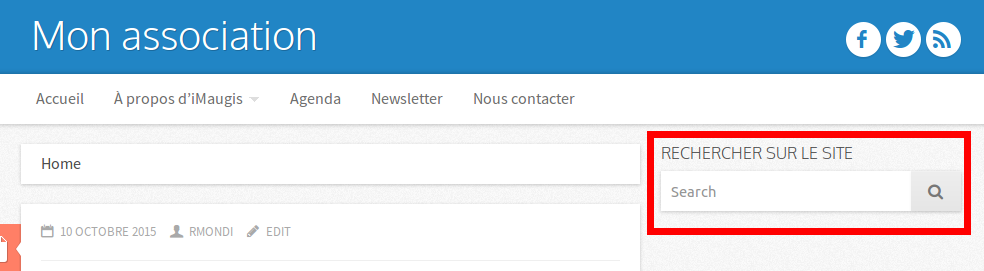 Mon association
Accueil À propos d'iMaugis Agenda Newsletter Nous contacter
Home
RECHERCHER SUR LE SITE
Search
10 OCTOBRE 2015 RMONDI EDIT